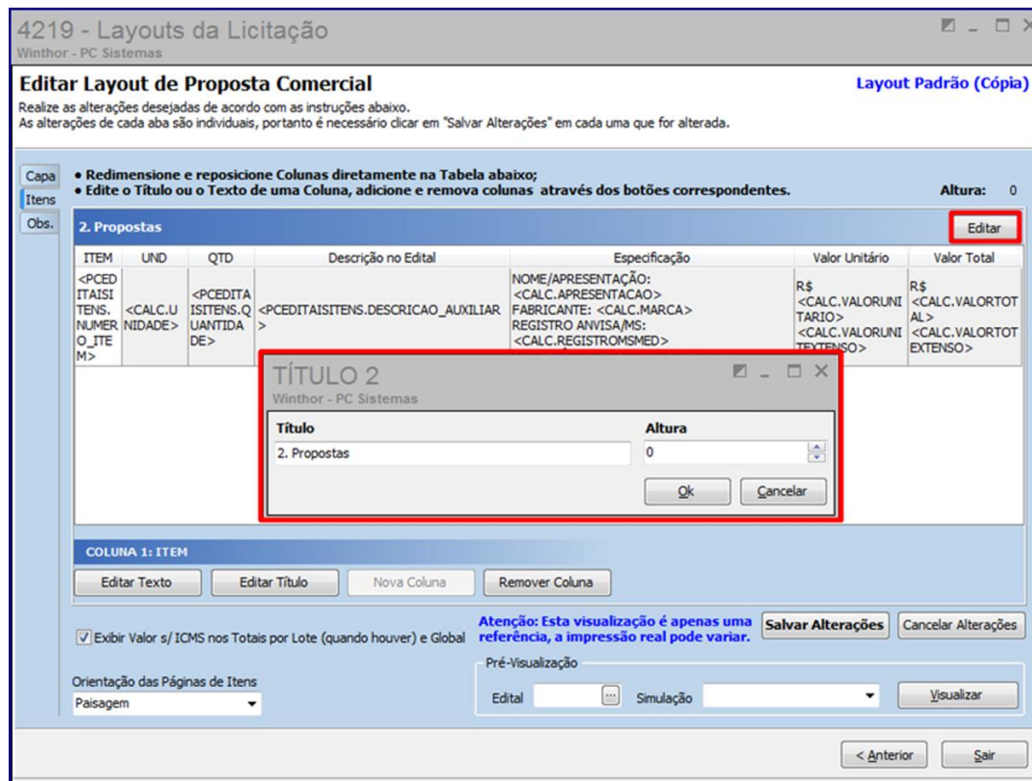 4219 - Layouts da Licitação
Winthor - PC Sistemas
Editar Layout de Proposta Comercial
Layout Padrão (Cópia)
Realize as alterações desejadas de acordo com as instruções abaixo.
As alterações de cada aba são individuais, portanto é necessário clicar em "Salvar Alterações" em cada uma que for alterada.
Capa
Itens
Obs.
• Redimensione e reposicione Colunas diretamente na Tabela abaixo;
• Edite o Título ou o Texto de uma Coluna, adicione e remova colunas através dos botões correspondentes.
Altura: 0
2. Propostas
Editar
ITEM UND QTD Descrição no Edital Especificação Valor Unitário Valor Total
<PCED
ITAISI
TENS.
NUMER
O_ITE
M>
<CALC.U
NIDADE>
<PCEDITA
ISITENS.Q
UANTIDA
DE>
<PCEDITAISITENS.DESCRICAO_AUXILIAR
>
NOME/APRESENTAÇÃO:
<CALC.APRESENTACAO>
FABRICANTE: <CALC.MARCA>
REGISTRO ANVISA/MS:
<CALC.REGISTROMSMED>
R$
<CALC.VALORUNI
TARIO>
<CALC.VALORUNI
TEXTENSO>
R$
<CALC.VALORTOT
AL>
<CALC.VALORTOT
EXTENSO>
TÍTULO 2
Winthor - PC Sistemas
Título Altura
2. Propostas 0
Ok Cancelar
COLUNA 1: ITEM
Editar Texto Editar Título Nova Coluna Remover Coluna
Exibir Valor s/ ICMS nos Totais por Lote (quando houver) e Global
Atenção: Esta visualização é apenas uma
referência, a impressão real pode variar.
Salvar Alterações Cancelar Alterações
Orientação das Páginas de Itens
Paisagem
Pré-Visualização
Edital ... Simulação Visualizar
< Anterior Sair